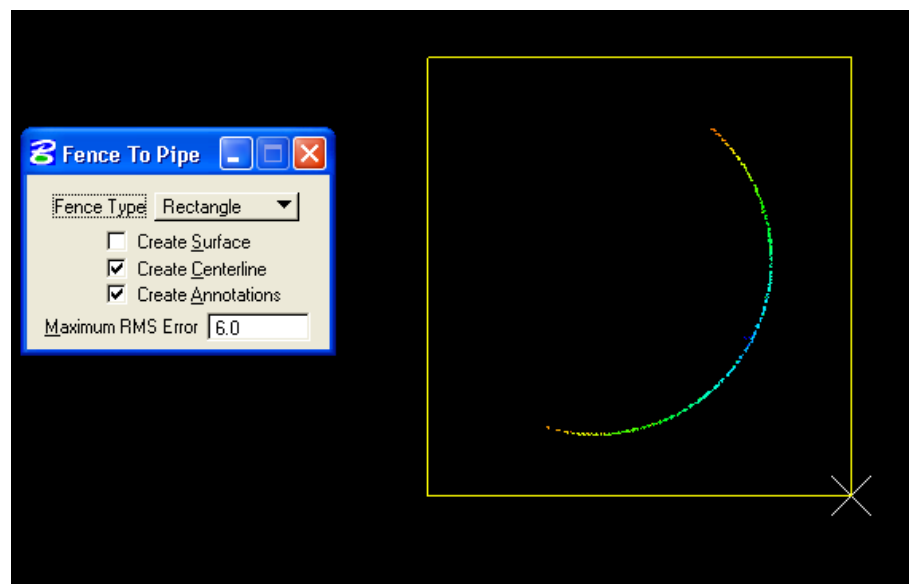 Fence To Pipe
Fence Type Rectangle
Create Surface
Create Centerline
Create Annotations
Maximum RMS Error 6.0